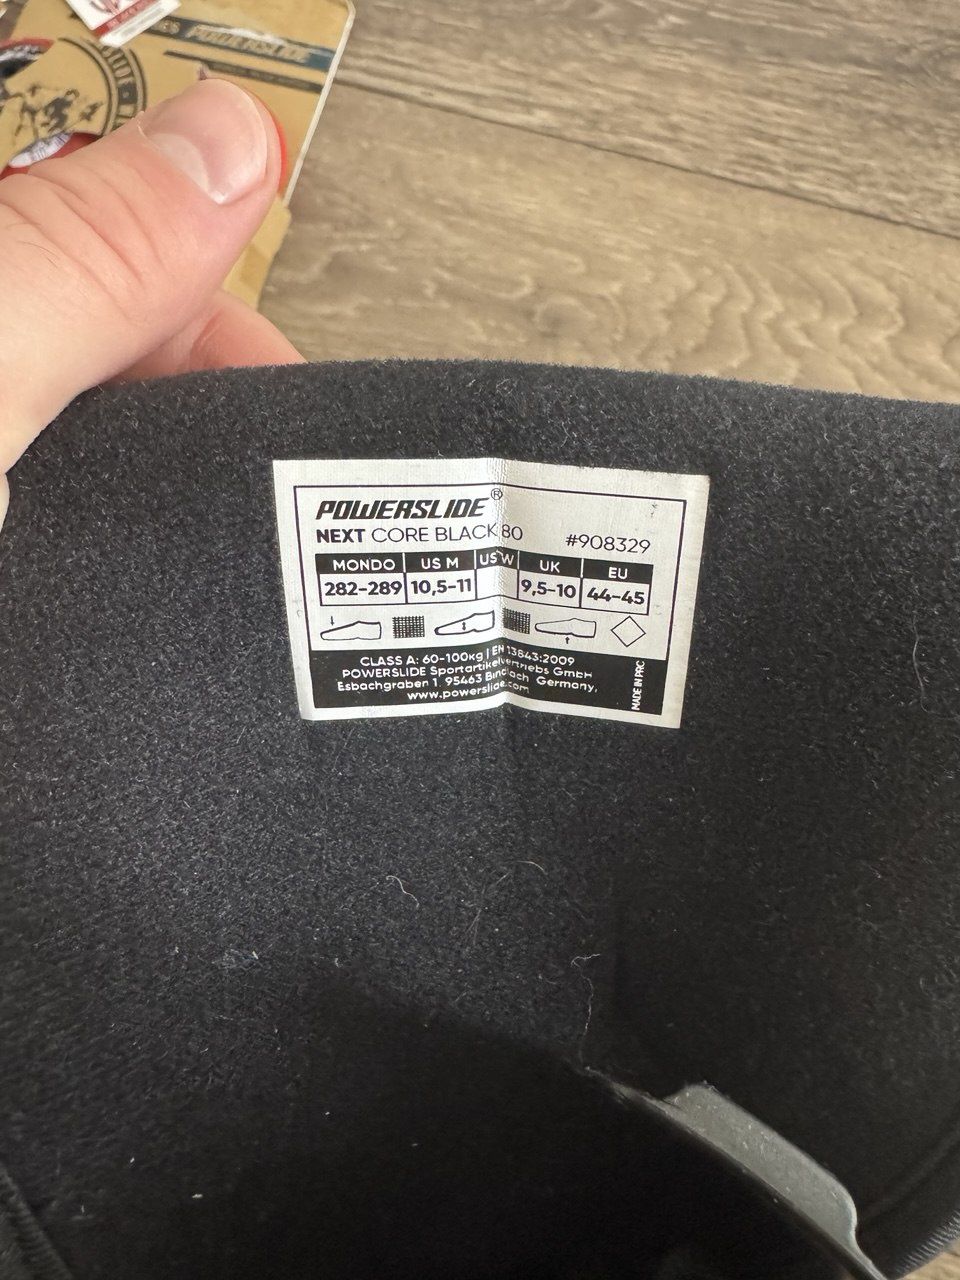 POWERSLIDE
SLIDE
POWERSLIDE®
NEXT CORE BLACK 80 #908329
MONDO US M US W UK EU
282-289 10,5-11 9,5-10 44-45
CLASS A: 60-100kg | EN 13843:2009
POWERSLIDE Sportartikelvertriebs GmbH
Esbachgraben 1 95463 Bindlach Germany,
www.powerslide.com
MADE IN PRC